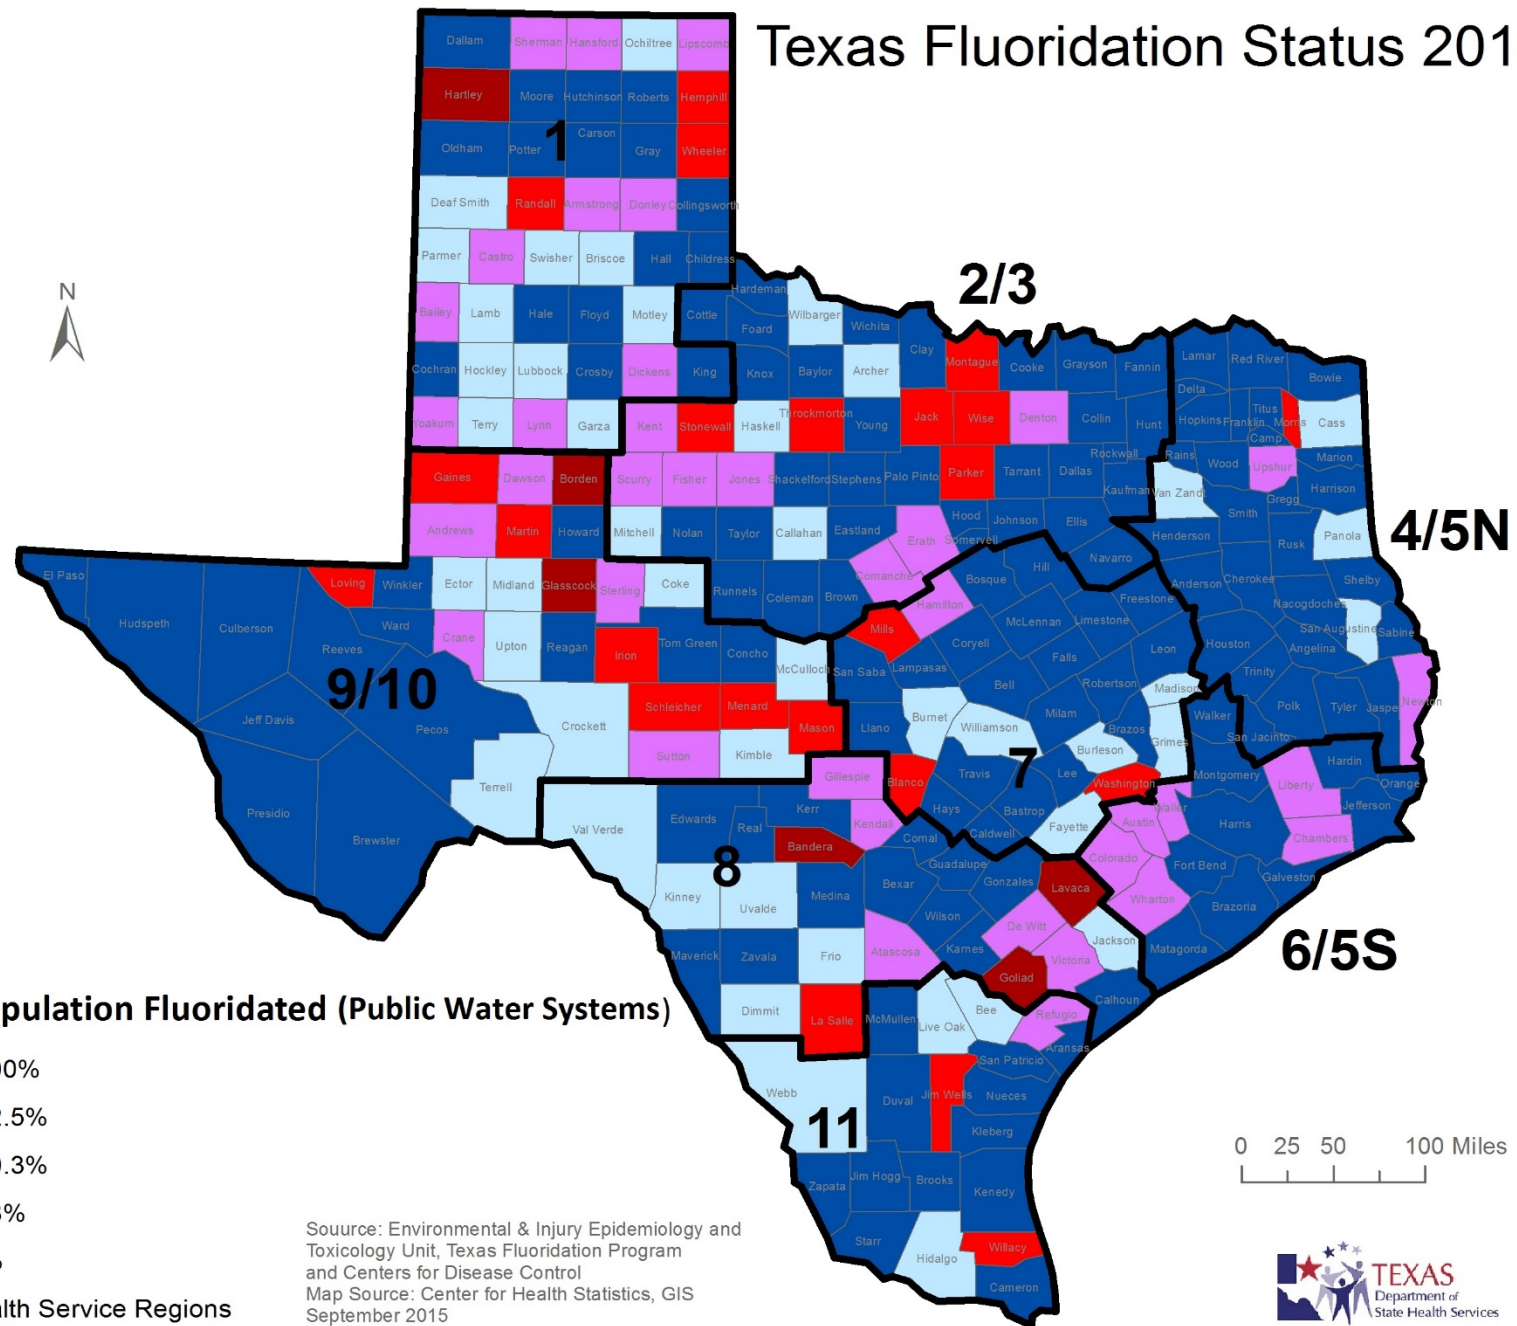 Texas Fluoridation Status 201
Dallam Sherman Hansford Ochiltree Lipscomb
Hartley Moore Hutchinson Roberts Hemphill
1
Oldham Potter Carson Gray Wheeler
Deaf Smith Randall Armstrong Donley Collingsworth
Parmer Castro Swisher Briscoe Hall Childress
N
2/3
Bailey Lamb Hale Floyd Motley Cottle Hardeman Foard Wilbarger Wichita Clay Montague Cooke Grayson Fannin Lamar Red River Bowie
Cochran Hockley Lubbock Crosby Dickens King Knox Baylor Archer Delta
Yoakum Terry Lynn Garza Kent Stonewall Haskell Throckmorton Young Jack Wise Denton Collin Hunt Hopkins Franklin Titus Camp Morris Cass
Gaines Dawson Borden Scurry Fisher Jones Shackelford Stephens Palo Pinto Parker Tarrant Dallas Rockwall Kaufman Rains Wood Upshur Marion Van Zandt Gregg Harrison
4/5N
Andrews Martin Howard Mitchell Nolan Taylor Callahan Eastland Erath Hood Somervell Johnson Ellis Navarro Henderson Smith Rusk Panola
El Paso Hudspeth Culberson Loving Winkler Ector Midland Glasscock Sterling Coke Runnels Coleman Brown Comanche Hamilton Bosque Hill Freestone Anderson Cherokee Shelby Nacogdoches
Reeves Ward Crane Upton Reagan Irion Tom Green Concho McCulloch San Saba Mills Lampasas Coryell McLennan Limestone Falls Leon Houston Angelina San Augustine Sabine
9/10
Jeff Davis Pecos Crockett Schleicher Menard Mason Llano Burnet Bell Williamson Milam Robertson Madison Brazos Grimes Walker Trinity Polk San Jacinto Tyler Jasper Newton
7
Presidio Brewster Terrell Sutton Kimble Gillespie Blanco Travis Hays Lee Bastrop Caldwell Burleson Washington Fayette Montgomery Liberty Hardin Orange Jefferson Chambers
8
Val Verde Edwards Real Kerr Kendall Bandera Comal Guadalupe Gonzales Lavaca Colorado Austin Waller Harris Fort Bend Galveston
Kinney Uvalde Medina Bexar Wilson De Witt Wharton Brazoria Matagorda Jackson
6/5S
Maverick Zavala Frio Atascosa Karnes Goliad Victoria Calhoun
Dimmit La Salle McMullen Live Oak Bee Refugio Aransas San Patricio
Webb Duval Jim Wells Nueces Kleberg
11
Zapata Jim Hogg Brooks Kenedy
Starr Hidalgo Willacy Cameron
pulation Fluoridated (Public Water Systems)
00%
2.5%
.3%
%
alth Service Regions
Souurce: Environmental & Injury Epidemiology and
Toxicology Unit, Texas Fluoridation Program
and Centers for Disease Control
Map Source: Center for Health Statistics, GIS
September 2015
0 25 50 100 Miles
TEXAS
Department of
State Health Services